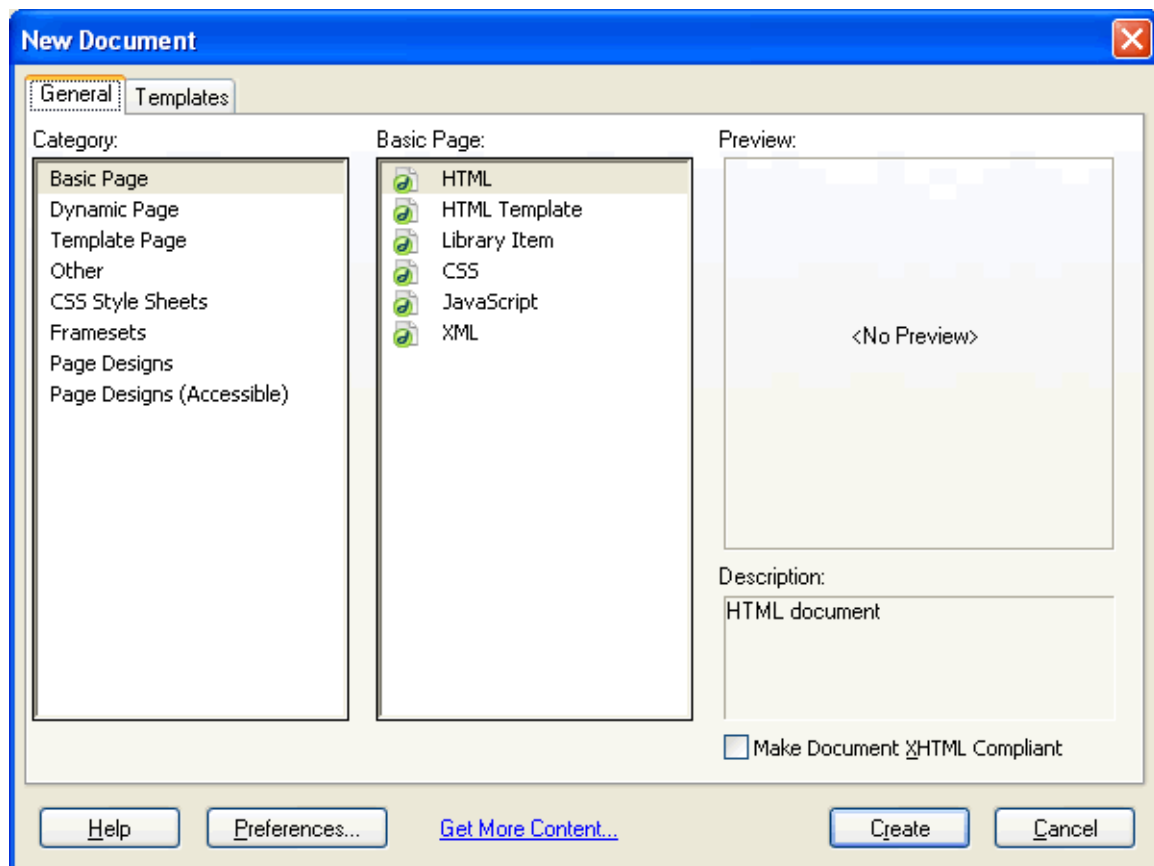 New Document
General
Templates
Category:
Basic Page
Dynamic Page
Template Page
Other
CSS Style Sheets
Framesets
Page Designs
Page Designs (Accessible)
Basic Page:
HTML
HTML Template
Library Item
CSS
JavaScript
XML
Preview:
<No Preview>
Description:
HTML document
Make Document XHTML Compliant
Help
Preferences...
Get More Content...
Create
Cancel